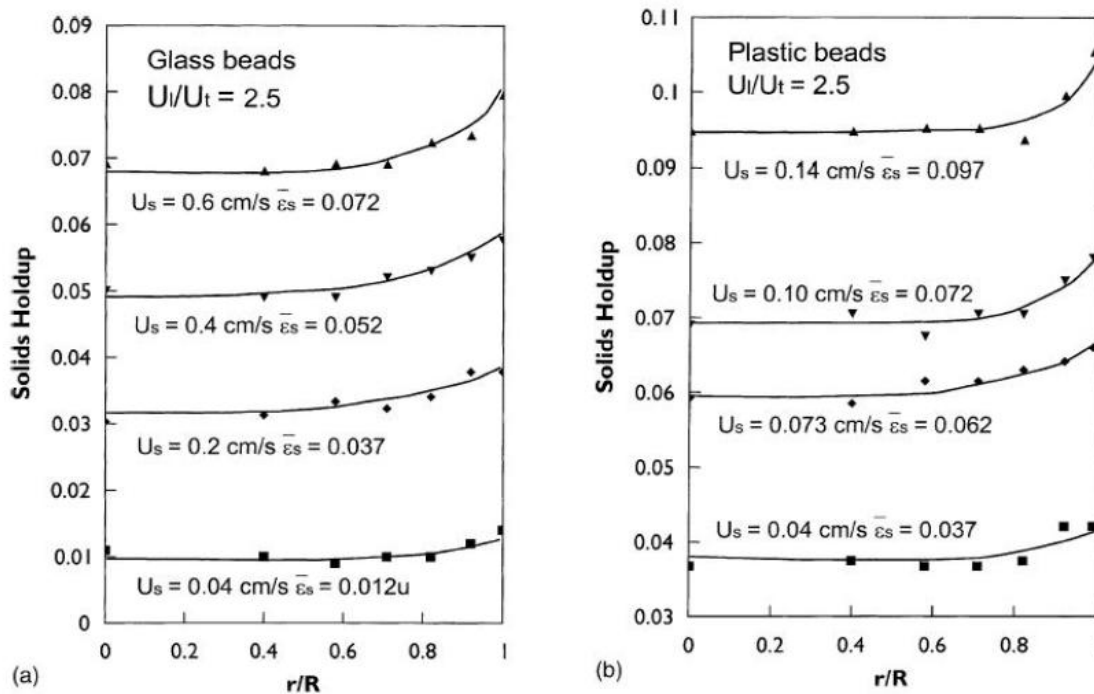 0.09
0.08
0.07
0.06
0.05
0.04
0.03
0.02
0.01
0
Solids Holdup
Glass beads
Ul/Ut = 2.5
Us = 0.6 cm/s ε̅s = 0.072
Us = 0.4 cm/s ε̅s = 0.052
Us = 0.2 cm/s ε̅s = 0.037
Us = 0.04 cm/s ε̅s = 0.012u
0 0.2 0.4 0.6 0.8 1
(a)
r/R
0.11
0.1
0.09
0.08
0.07
0.06
0.05
0.04
0.03
Solids Holdup
Plastic beads
Ul/Ut = 2.5
Us = 0.14 cm/s ε̅s = 0.097
Us = 0.10 cm/s ε̅s = 0.072
Us = 0.073 cm/s ε̅s = 0.062
Us = 0.04 cm/s ε̅s = 0.037
0 0.2 0.4 0.6 0.8 1
(b)
r/R